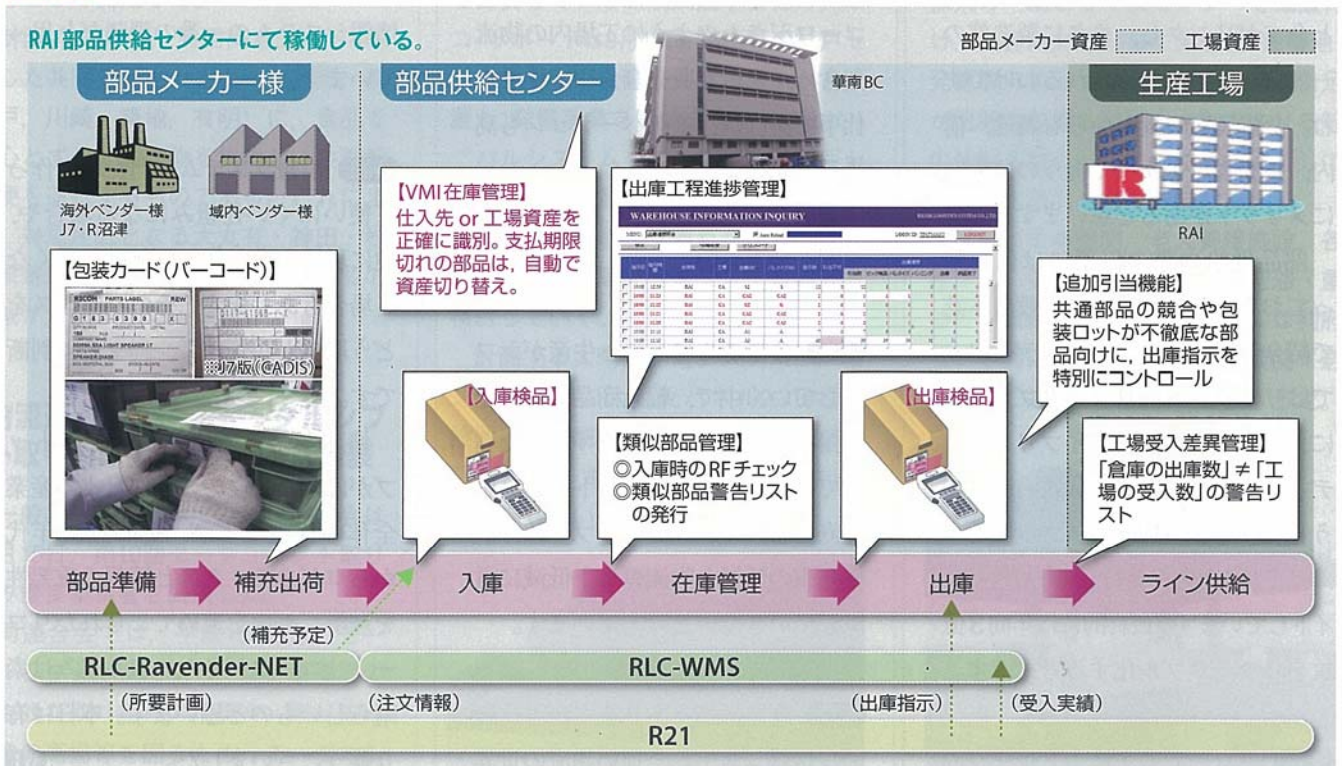 RAI部品供給センターにて稼働している。
部品メーカー資産
工場資産
部品メーカー様
部品供給センター
華南BC
生産工場
海外ベンダー様
J7・R沼津
域内ベンダー様
R
RAI
【VMI在庫管理】
仕入先 or 工場資産を
正確に識別。支払期限
切れの部品は，自動で
資産切り替え。
【出庫工程進捗管理】
WAREHOUSE INFORMATION INQUIRY
【包装カード（バーコード）】
RICOH PARTS LABEL REW
※J7版（CADIS）
【追加引当機能】
共通部品の競合や包
装ロットが不徹底な部
品向けに，出庫指示を
特別にコントロール
【入庫検品】
【類似部品管理】
◎入庫時のRFチェック
◎類似部品警告リスト
の発行
【出庫検品】
【工場受入差異管理】
「倉庫の出庫数」≠「工
場の受入数」の警告リ
スト
部品準備
補充出荷
入庫
在庫管理
出庫
ライン供給
（補充予定）
RLC-Ravender-NET
RLC-WMS
（所要計画）
（注文情報）
（出庫指示）
（受入実績）
R21